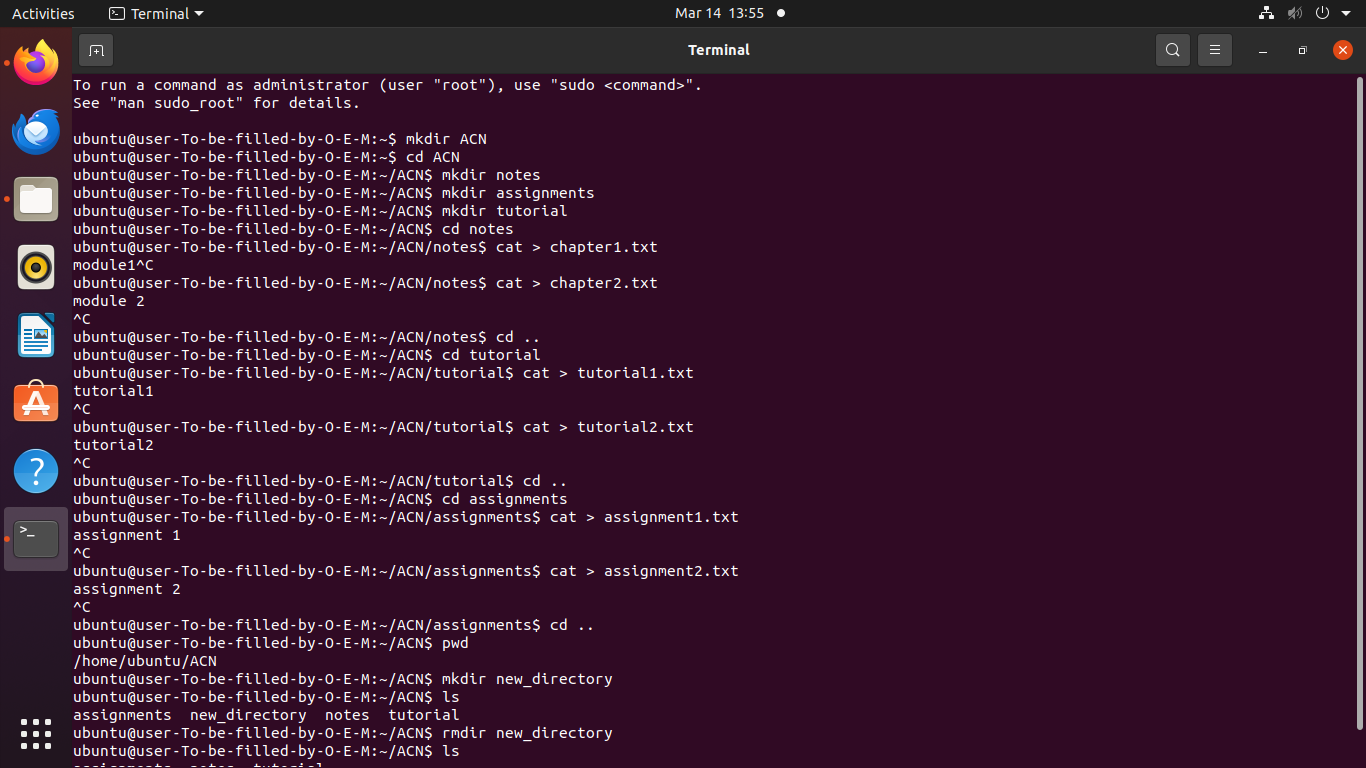 Activities
Terminal
Mar 14 13:55
Terminal
To run a command as administrator (user "root"), use "sudo <command>".
See "man sudo_root" for details.
ubuntu@user-To-be-filled-by-O-E-M:~$ mkdir ACN
ubuntu@user-To-be-filled-by-O-E-M:~$ cd ACN
ubuntu@user-To-be-filled-by-O-E-M:~/ACN$ mkdir notes
ubuntu@user-To-be-filled-by-O-E-M:~/ACN$ mkdir assignments
ubuntu@user-To-be-filled-by-O-E-M:~/ACN$ mkdir tutorial
ubuntu@user-To-be-filled-by-O-E-M:~/ACN$ cd notes
ubuntu@user-To-be-filled-by-O-E-M:~/ACN/notes$ cat > chapter1.txt
module1^C
ubuntu@user-To-be-filled-by-O-E-M:~/ACN/notes$ cat > chapter2.txt
module 2
^C
ubuntu@user-To-be-filled-by-O-E-M:~/ACN/notes$ cd ..
ubuntu@user-To-be-filled-by-O-E-M:~/ACN$ cd tutorial
ubuntu@user-To-be-filled-by-O-E-M:~/ACN/tutorial$ cat > tutorial1.txt
tutorial1
^C
ubuntu@user-To-be-filled-by-O-E-M:~/ACN/tutorial$ cat > tutorial2.txt
tutorial2
^C
ubuntu@user-To-be-filled-by-O-E-M:~/ACN/tutorial$ cd ..
ubuntu@user-To-be-filled-by-O-E-M:~/ACN$ cd assignments
ubuntu@user-To-be-filled-by-O-E-M:~/ACN/assignments$ cat > assignment1.txt
assignment 1
^C
ubuntu@user-To-be-filled-by-O-E-M:~/ACN/assignments$ cat > assignment2.txt
assignment 2
^C
ubuntu@user-To-be-filled-by-O-E-M:~/ACN/assignments$ cd ..
ubuntu@user-To-be-filled-by-O-E-M:~/ACN$ pwd
/home/ubuntu/ACN
ubuntu@user-To-be-filled-by-O-E-M:~/ACN$ mkdir new_directory
ubuntu@user-To-be-filled-by-O-E-M:~/ACN$ ls
assignments  new_directory  notes  tutorial
ubuntu@user-To-be-filled-by-O-E-M:~/ACN$ rmdir new_directory
ubuntu@user-To-be-filled-by-O-E-M:~/ACN$ ls
assignments  notes  tutorial